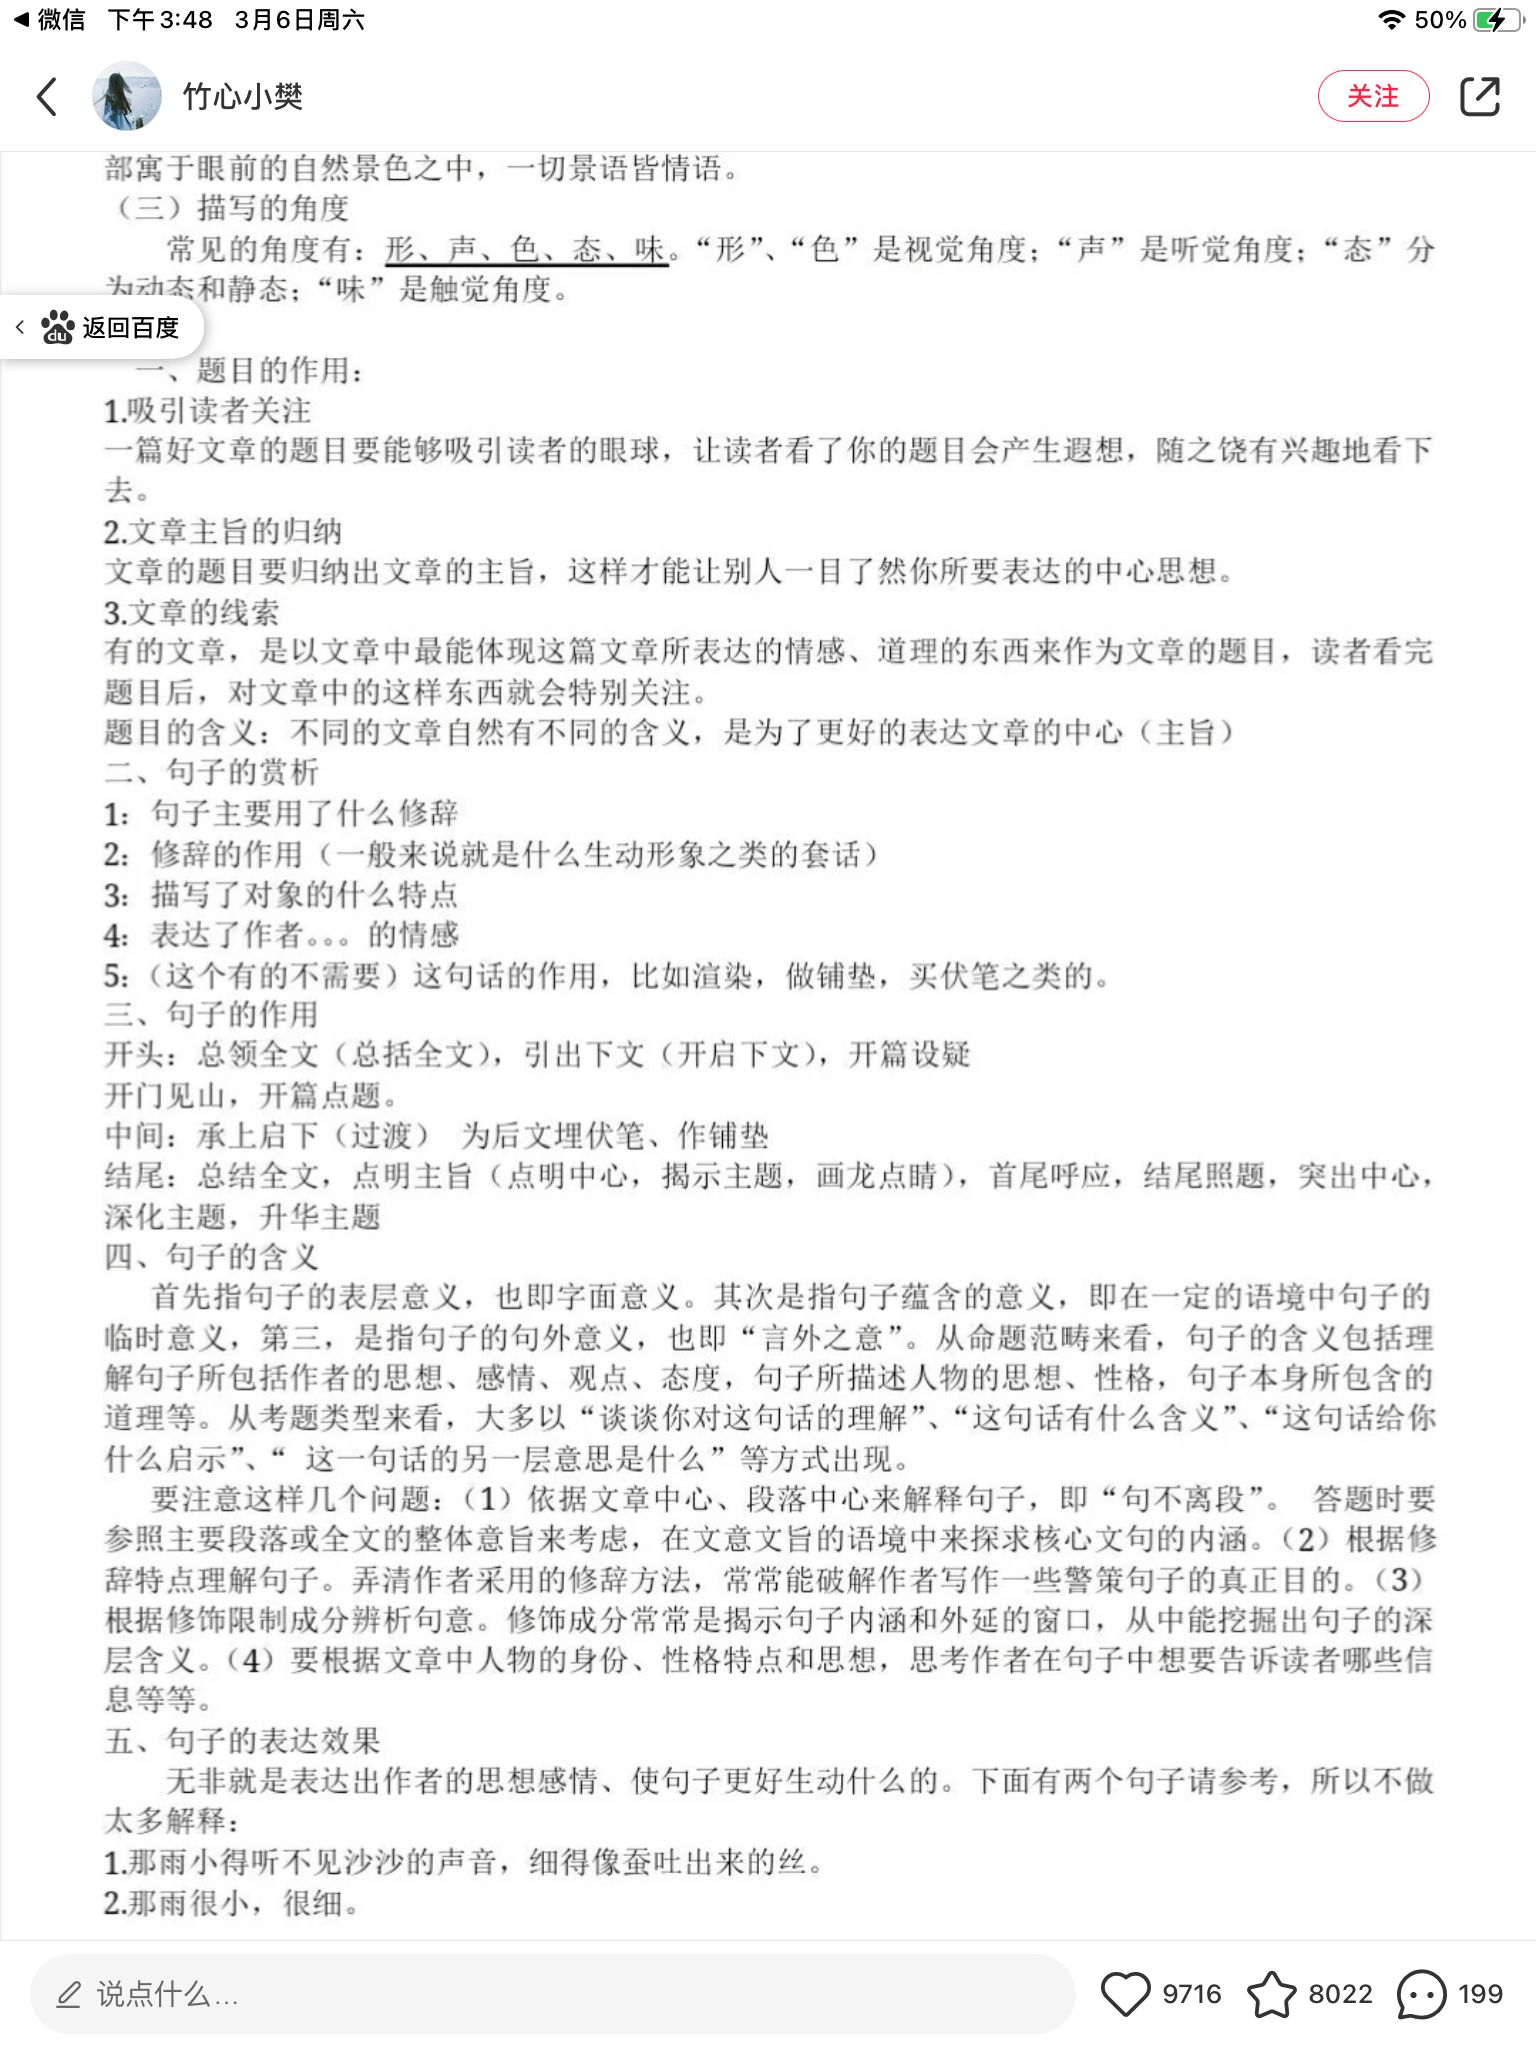 微信 下午3:48 3月6日周六 50%
竹心小樊 关注
部寓于眼前的自然景色之中，一切景语皆情语。
（三）描写的角度
常见的角度有：形、声、色、态、味。“形”、“色”是视觉角度；“声”是听觉角度；“态”分
为动态和静态；“味”是触觉角度。
du 返回百度
一、题目的作用：
1.吸引读者关注
一篇好文章的题目要能够吸引读者的眼球，让读者看了你的题目会产生遐想，随之饶有兴趣地看下
去。
2.文章主旨的归纳
文章的题目要归纳出文章的主旨，这样才能让别人一目了然你所要表达的中心思想。
3.文章的线索
有的文章，是以文章中最能体现这篇文章所表达的情感、道理的东西来作为文章的题目，读者看完
题目后，对文章中的这样东西就会特别关注。
题目的含义：不同的文章自然有不同的含义，是为了更好的表达文章的中心（主旨）
二、句子的赏析
1：句子主要用了什么修辞
2：修辞的作用（一般来说就是什么生动形象之类的套话）
3：描写了对象的什么特点
4：表达了作者。。。的情感
5：（这个有的不需要）这句话的作用，比如渲染，做铺垫，买伏笔之类的。
三、句子的作用
开头：总领全文（总括全文），引出下文（开启下文），开篇设疑
开门见山，开篇点题。
中间：承上启下（过渡） 为后文埋伏笔、作铺垫
结尾：总结全文，点明主旨（点明中心，揭示主题，画龙点睛），首尾呼应，结尾照题，突出中心，
深化主题，升华主题
四、句子的含义
首先指句子的表层意义，也即字面意义。其次是指句子蕴含的意义，即在一定的语境中句子的
临时意义，第三，是指句子的句外意义，也即“言外之意”。从命题范畴来看，句子的含义包括理
解句子所包括作者的思想、感情、观点、态度，句子所描述人物的思想、性格，句子本身所包含的
道理等。从考题类型来看，大多以“谈谈你对这句话的理解”、“这句话有什么含义”、“这句话给你
什么启示”、“ 这一句话的另一层意思是什么”等方式出现。
要注意这样几个问题：（1）依据文章中心、段落中心来解释句子，即“句不离段”。 答题时要
参照主要段落或全文的整体意旨来考虑，在文意文旨的语境中来探求核心文句的内涵。（2）根据修
辞特点理解句子。弄清作者采用的修辞方法，常常能破解作者写作一些警策句子的真正目的。（3）
根据修饰限制成分辨析句意。修饰成分常常是揭示句子内涵和外延的窗口，从中能挖掘出句子的深
层含义。（4）要根据文章中人物的身份、性格特点和思想，思考作者在句子中想要告诉读者哪些信
息等等。
五、句子的表达效果
无非就是表达出作者的思想感情、使句子更好生动什么的。下面有两个句子请参考，所以不做
太多解释：
1.那雨小得听不见沙沙的声音，细得像蚕吐出来的丝。
2.那雨很小，很细。
说点什么... 9716 8022 199